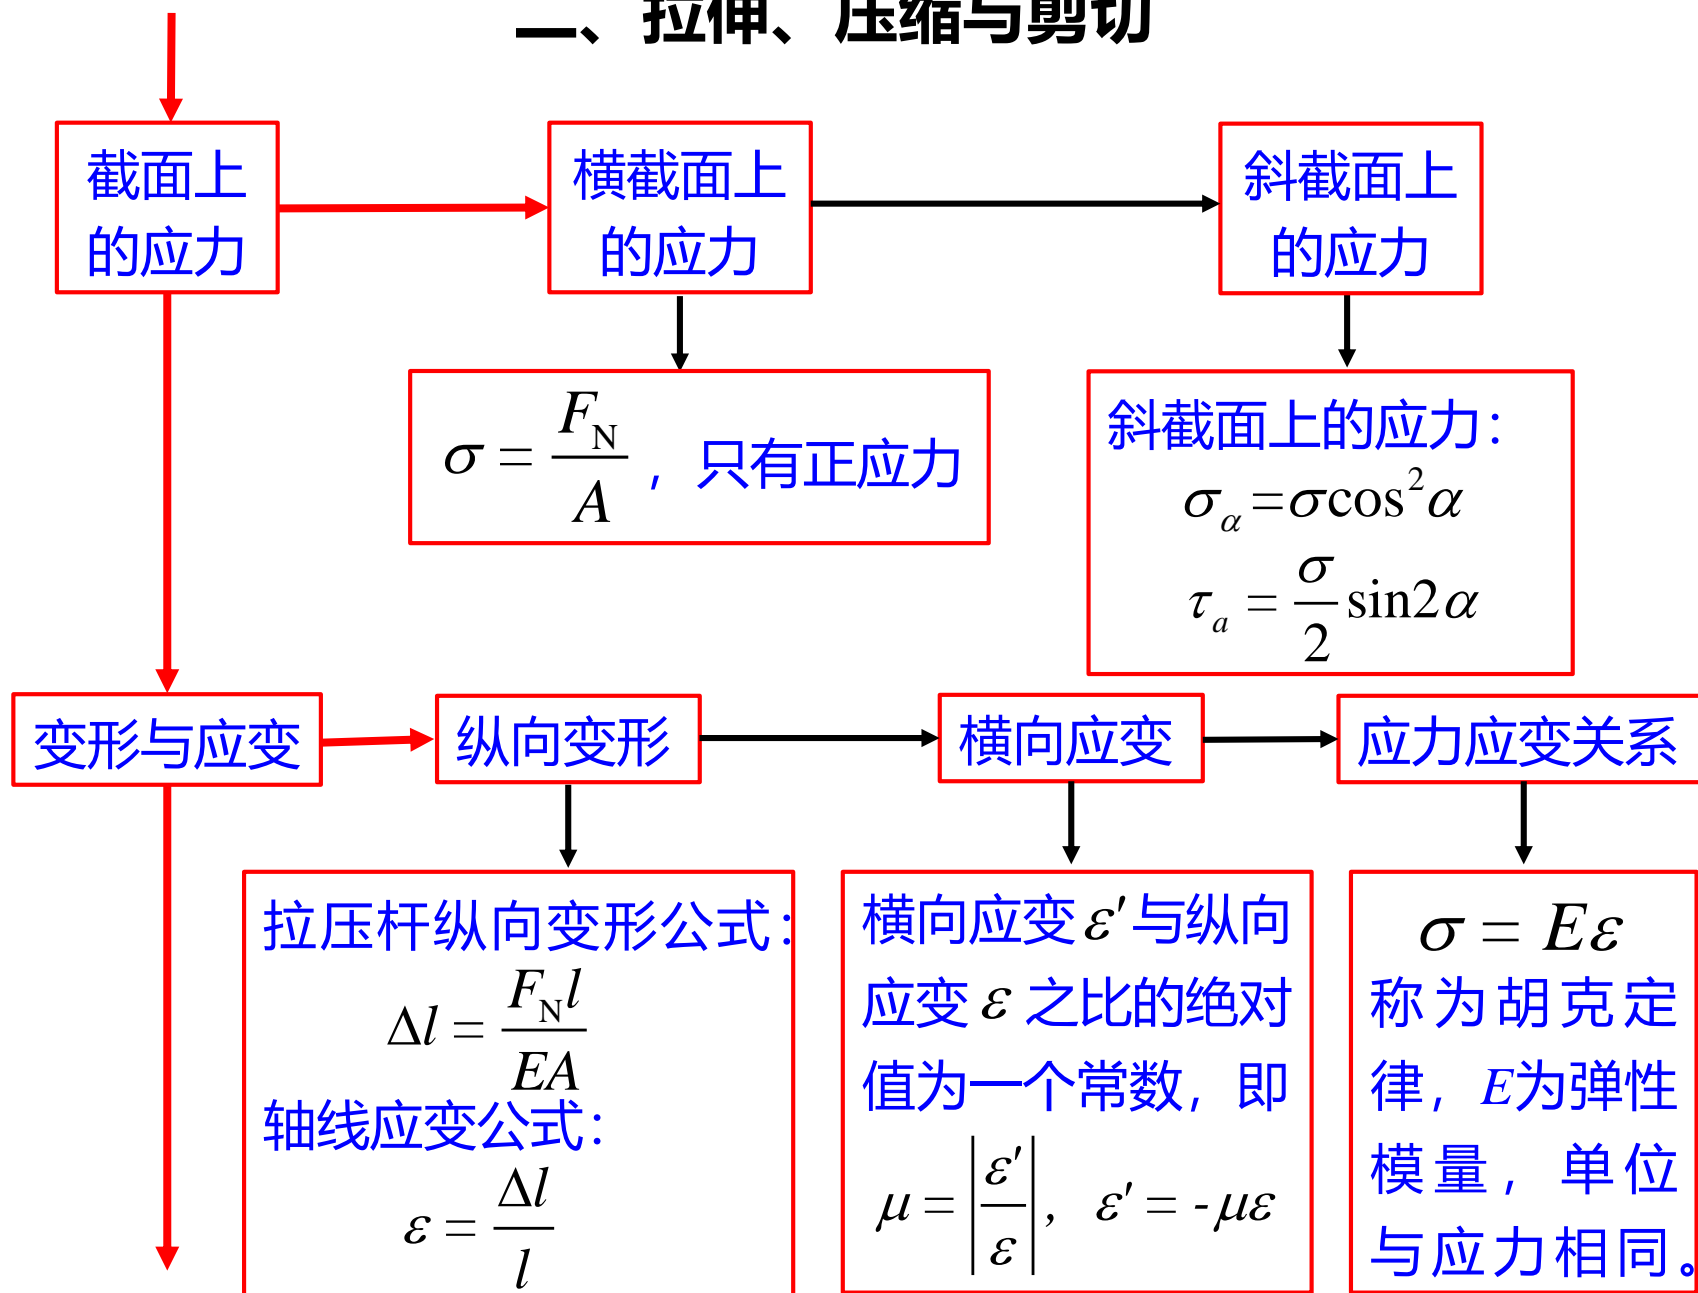 二、拉伸、压缩与剪切
截面上
的应力
横截面上
的应力
斜截面上
的应力
σ = F_N / A ，只有正应力
斜截面上的应力：
σ_α =σcos²α
τ_a = σ/2 sin2α
变形与应变
纵向变形
横向应变
应力应变关系
拉压杆纵向变形公式：
Δl = F_N l / EA
轴线应变公式：
ε = Δl / l
横向应变ε′与纵向
应变 ε 之比的绝对
值为一个常数，即
μ = |ε′/ε|, ε′ = -με
σ = Eε
称为胡克定
律，E为弹性
模量，单位
与应力相同。